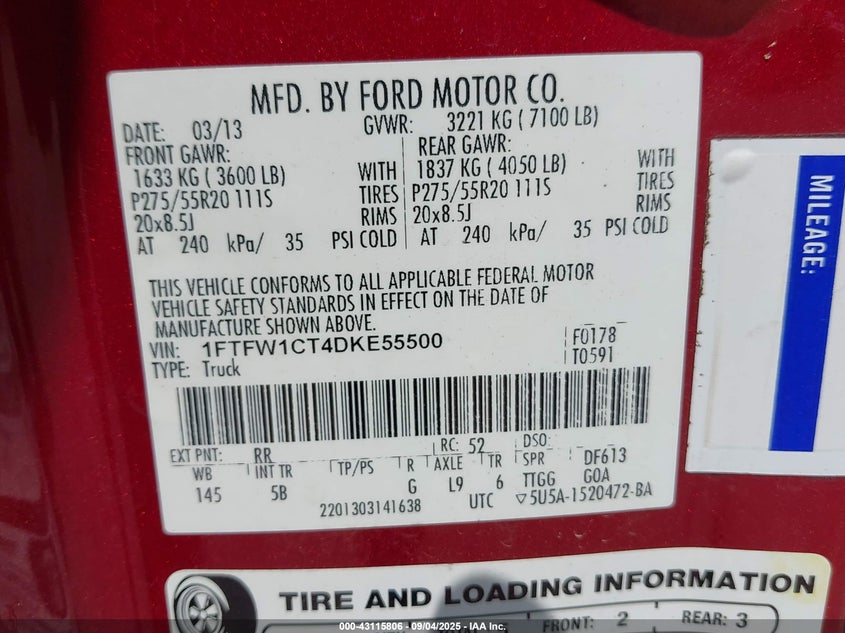 MFD. BY FORD MOTOR CO.
DATE: 03/13 GVWR: 3221 KG ( 7100 LB)
FRONT GAWR: REAR GAWR:
1633 KG ( 3600 LB) WITH 1837 KG ( 4050 LB) WITH
P275/55R20 111S TIRES P275/55R20 111S TIRES
20x8.5J RIMS 20x8.5J RIMS
AT 240 kPa/ 35 PSI COLD AT 240 kPa/ 35 PSI COLD
THIS VEHICLE CONFORMS TO ALL APPLICABLE FEDERAL MOTOR
VEHICLE SAFETY STANDARDS IN EFFECT ON THE DATE OF
MANUFACTURE SHOWN ABOVE.
VIN: 1FTFW1CT4DKE55500 F0178
TYPE: Truck T0591
EXT PNT: RR RC: 52 DSO:
WB INT TR TP/PS R AXLE TR SPR DF613
145 5B G L9 6 TTGG GOA
2201303141638 UTC ▽5U5A-1520472-BA
MILEAGE:
TIRE AND LOADING INFORMATION
FRONT: 2 REAR: 3
000-43115806 - 09/04/2025 - IAA Inc.